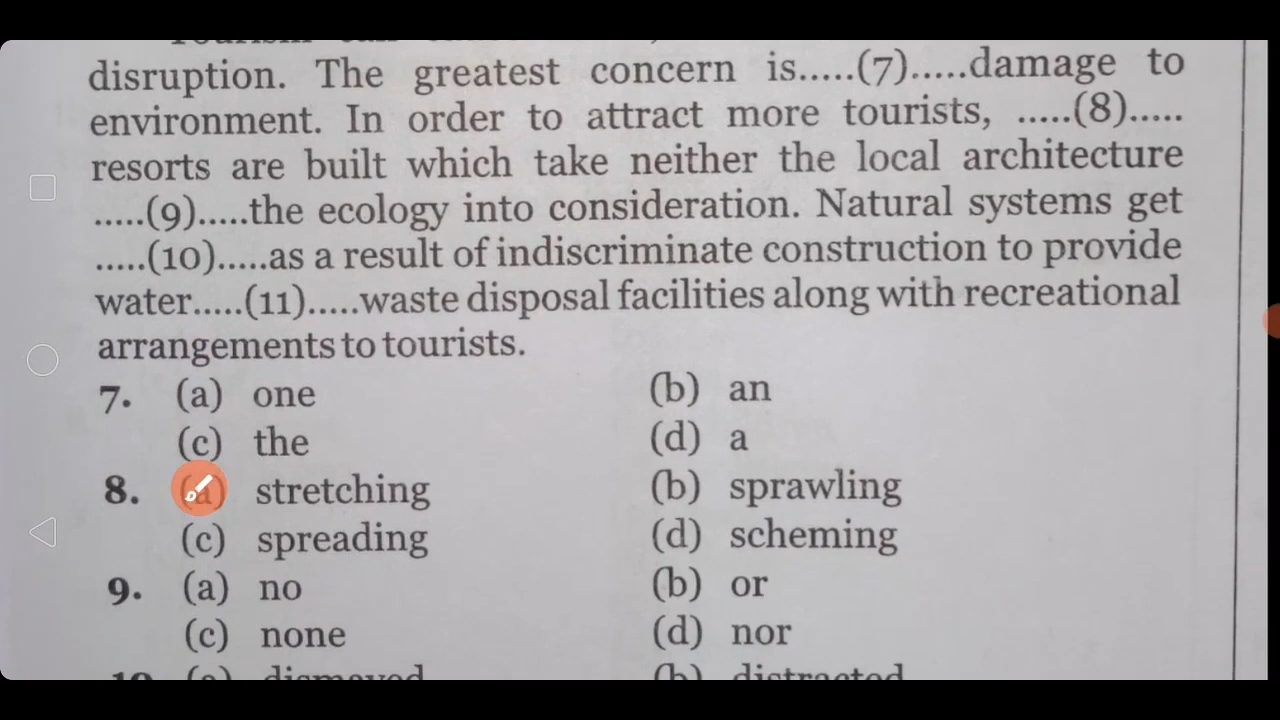 disruption. The greatest concern is.....(7).....damage to
environment. In order to attract more tourists, .....(8).....
resorts are built which take neither the local architecture
.....(9).....the ecology into consideration. Natural systems get
.....(10).....as a result of indiscriminate construction to provide
water.....(11).....waste disposal facilities along with recreational
arrangements to tourists.
7. (a) one (b) an
(c) the (d) a
8. (a) stretching (b) sprawling
(c) spreading (d) scheming
9. (a) no (b) or
(c) none (d) nor
10. (a) dismayed (b) distracted